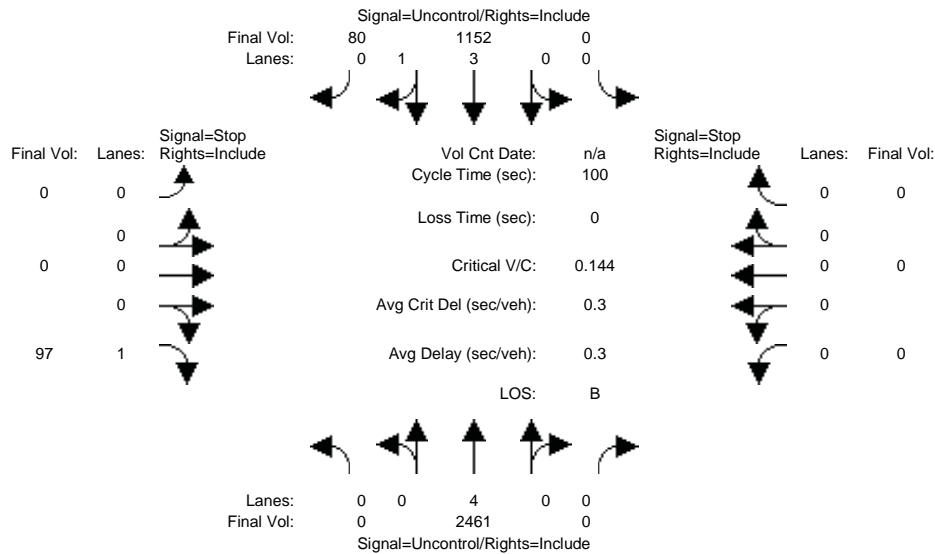 Signal=Uncontrol/Rights=Include
Final Vol: 80 1152 0
Lanes: 0 1 3 0 0
Signal=Stop Signal=Stop
Final Vol: Lanes: Rights=Include Vol Cnt Date: n/a Rights=Include Lanes: Final Vol:
Cycle Time (sec): 100
0 0 0 0
Loss Time (sec): 0
0 0
0 0 Critical V/C: 0.144 0 0
0 Avg Crit Del (sec/veh): 0.3 0
97 1 Avg Delay (sec/veh): 0.3 0 0
LOS: B
Lanes: 0 0 4 0 0
Final Vol: 0 2461 0
Signal=Uncontrol/Rights=Include